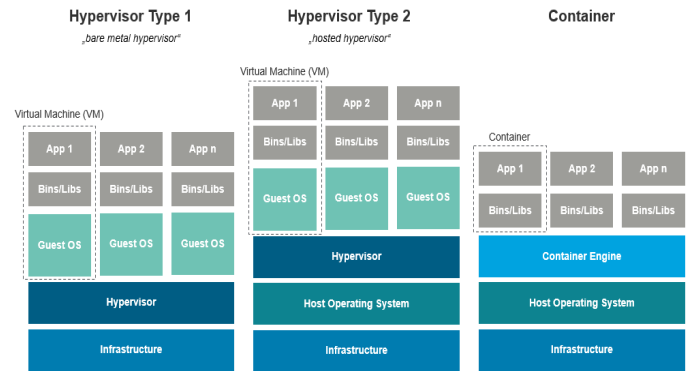 Hypervisor Type 1
„bare metal hypervisor“
Virtual Machine (VM)
App 1 App 2 App n
Bins/Libs Bins/Libs Bins/Libs
Guest OS Guest OS Guest OS
Hypervisor
Infrastructure
Hypervisor Type 2
„hosted hypervisor“
Virtual Machine (VM)
App 1 App 2 App n
Bins/Libs Bins/Libs Bins/Libs
Guest OS Guest OS Guest OS
Hypervisor
Host Operating System
Infrastructure
Container
Container
App 1 App 2 App n
Bins/Libs Bins/Libs Bins/Libs
Container Engine
Host Operating System
Infrastructure